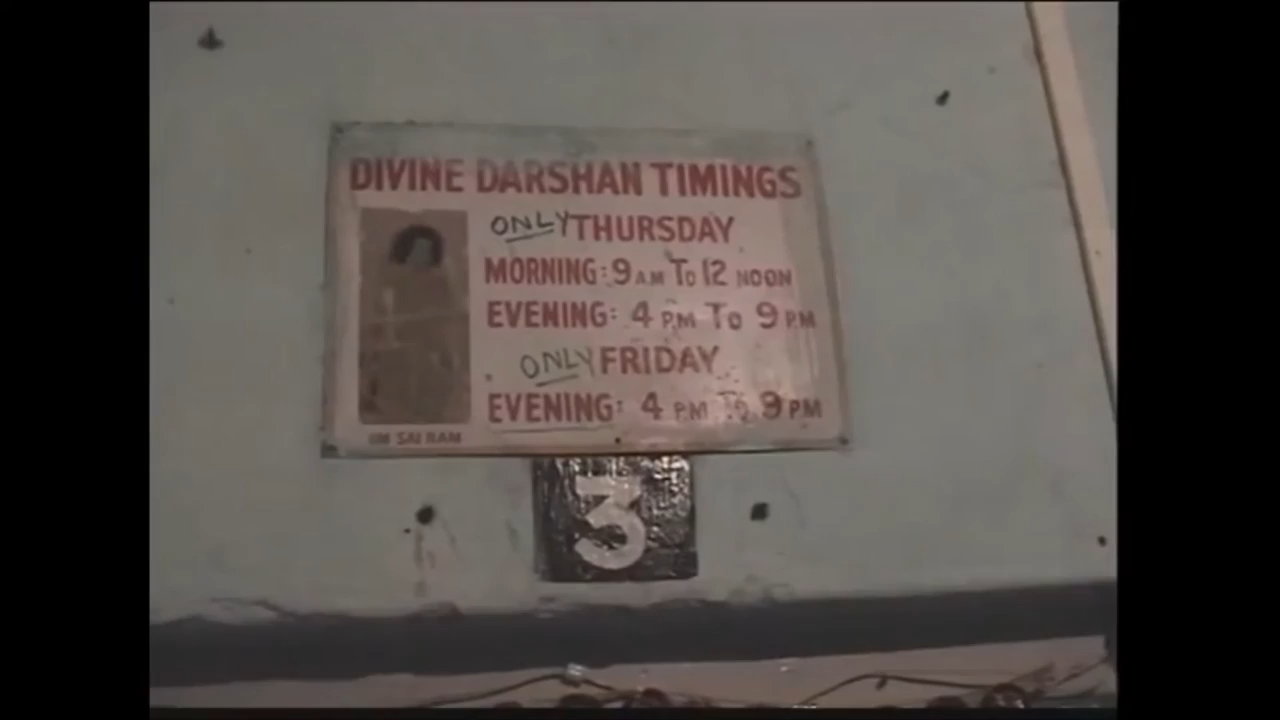 DIVINE DARSHAN TIMINGS
ONLY THURSDAY
MORNING: 9 AM TO 12 NOON
EVENING: 4 PM TO 9 PM
ONLY FRIDAY
EVENING: 4 PM TO 9 PM
OM SAI RAM
3